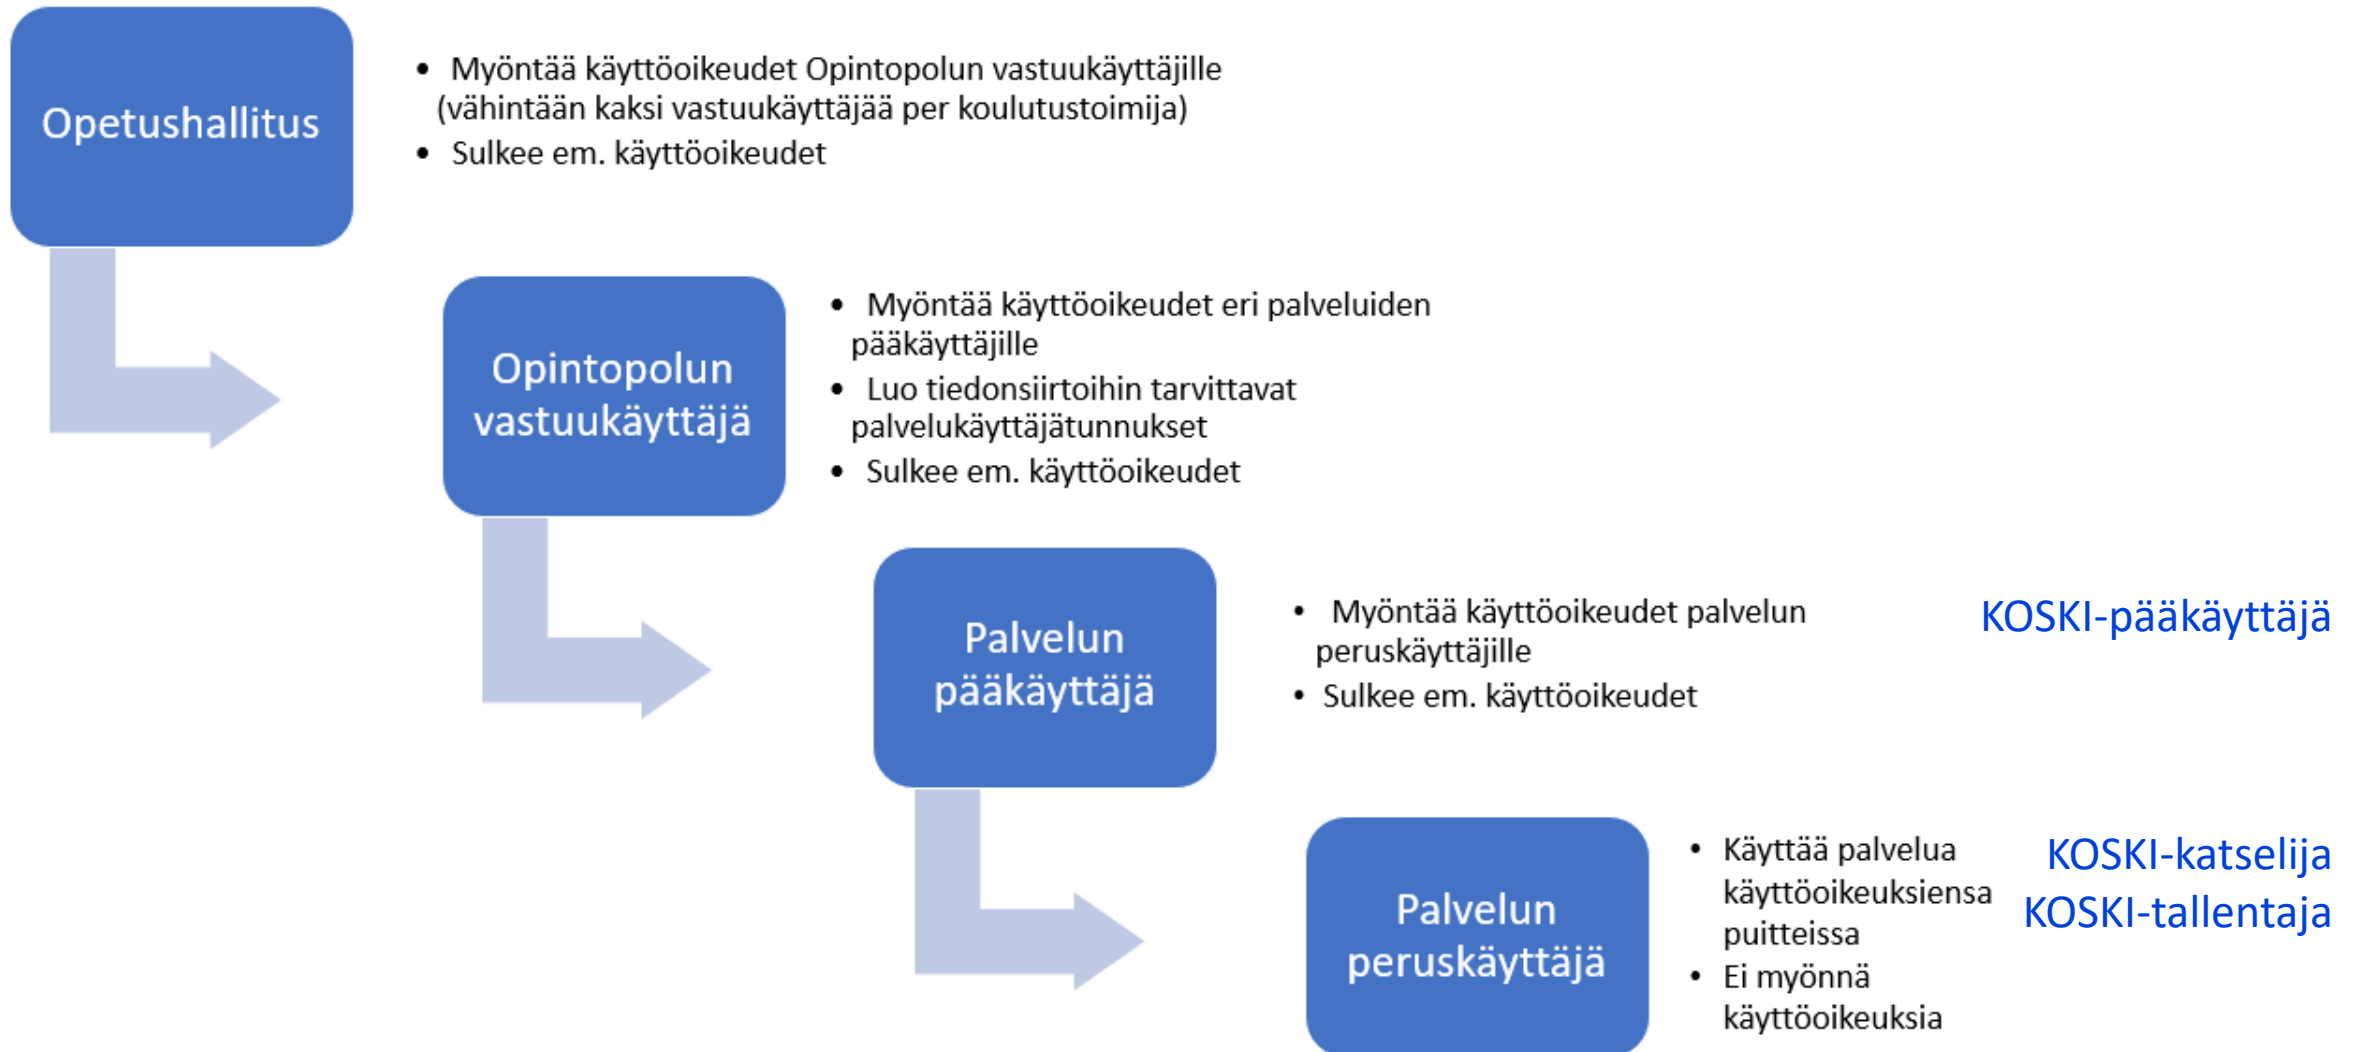 Opetushallitus
• Myöntää käyttöoikeudet Opintopolun vastuukäyttäjille
(vähintään kaksi vastuukäyttäjää per koulutustoimija)
• Sulkee em. käyttöoikeudet
Opintopolun
vastuukäyttäjä
• Myöntää käyttöoikeudet eri palveluiden
pääkäyttäjille
• Luo tiedonsiirtoihin tarvittavat
palvelukäyttäjätunnukset
• Sulkee em. käyttöoikeudet
Palvelun
pääkäyttäjä
• Myöntää käyttöoikeudet palvelun
peruskäyttäjille
• Sulkee em. käyttöoikeudet
KOSKI-pääkäyttäjä
Palvelun
peruskäyttäjä
• Käyttää palvelua
käyttöoikeuksiensa
puitteissa
• Ei myönnä
käyttöoikeuksia
KOSKI-katselija
KOSKI-tallentaja